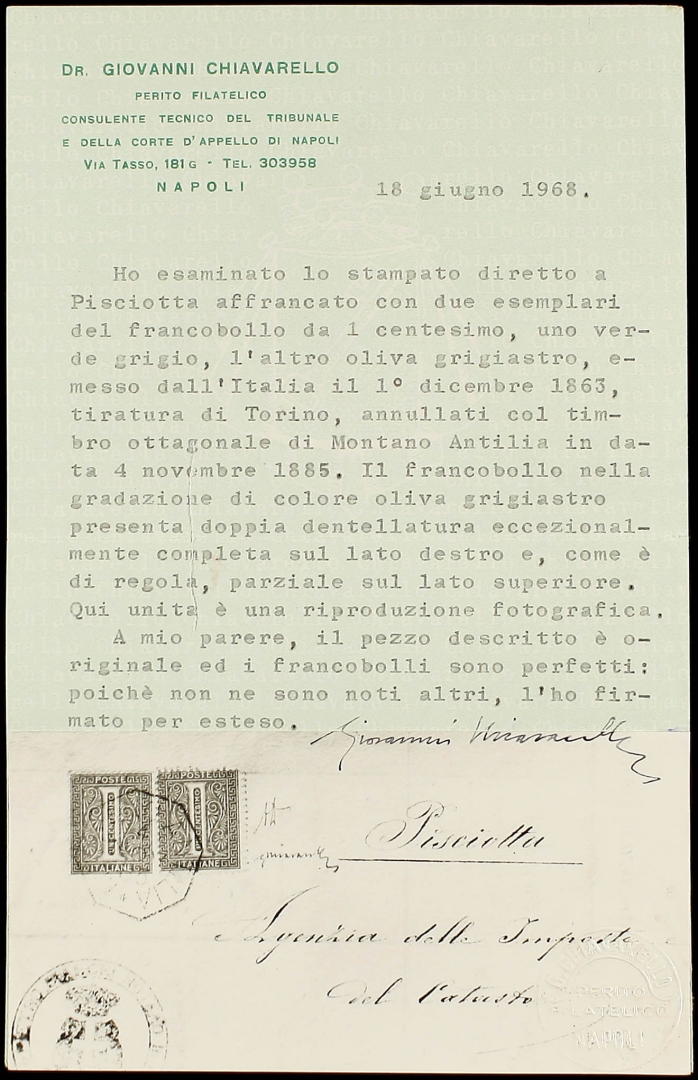 DR. GIOVANNI CHIAVARELLO
PERITO FILATELICO
CONSULENTE TECNICO DEL TRIBUNALE
E DELLA CORTE D'APPELLO DI NAPOLI
VIA TASSO, 181 G - TEL. 303958
NAPOLI
18 giugno 1968.
Ho esaminato lo stampato diretto a
Pisciotta affrancato con due esemplari
del francobollo da 1 centesimo, uno ver-
de grigio, l'altro oliva grigiastro, e-
messo dall'Italia il 1° dicembre 1863,
tiratura di Torino, annullati col tim-
bro ottagonale di Montano Antilia in da-
ta 4 novembre 1885. Il francobollo nella
gradazione di colore oliva grigiastro
presenta doppia dentellatura eccezional-
mente completa sul lato destro e, come è
di regola, parziale sul lato superiore.
Qui unita è una riproduzione fotografica.
A mio parere, il pezzo descritto è o-
riginale ed i francobolli sono perfetti:
poichè non ne sono noti altri, l'ho fir-
mato per esteso.
Giovanni Chiavarello
POSTE
UN CENTESIMO
ITALIANE
POSTE
UN CENTESIMO
ITALIANE
Pisciotta
Agenzia delle Imposte
del Catasto
PERITO
FILATELICO
NAPOLI